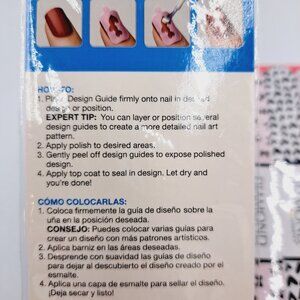 HOW-TO:
1. Place Design Guide firmly onto nail in desired
design or position.
EXPERT TIP: You can layer or position several
design guides to create a more detailed nail art
pattern.
2. Apply polish to desired areas.
3. Gently peel off design guides to expose polished
design.
4. Apply top coat to seal in design. Let dry and
you're done!
CÓMO COLOCARLAS:
1. Coloca firmemente la guía de diseño sobre la
uña en la posición deseada.
CONSEJO: Puedes colocar varias guías para
crear un diseño con más patrones artísticos.
2. Aplica barniz en las áreas deseadas.
3. Desprende con suavidad las guías de diseño
para dejar al descubierto el diseño creado por el
esmalte.
4. Aplica una capa de esmalte para sellar el diseño.
¡Deja secar y listo!